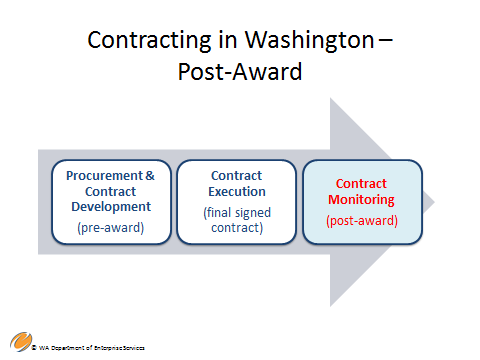 Contracting in Washington –
Post-Award
Procurement &
Contract
Development
(pre-award)
Contract
Execution
(final signed
contract)
Contract
Monitoring
(post-award)
© WA Department of Enterprise Services